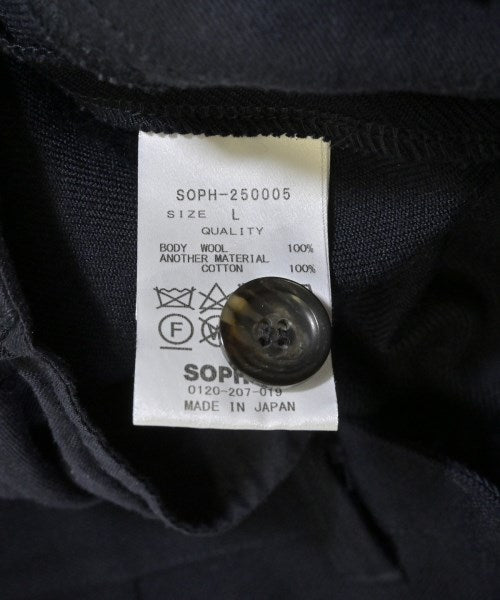 SOPH-250005
SIZE L
QUALITY
BODY WOOL 100%
ANOTHER MATERIAL
COTTON 100%
F
SOPH
0120-207-019
MADE IN JAPAN